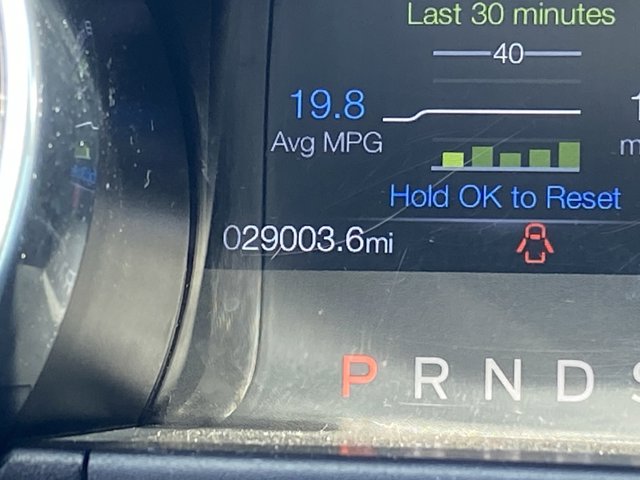 Last 30 minutes
40
19.8
Avg MPG
Hold OK to Reset
029003.6mi
P R N D